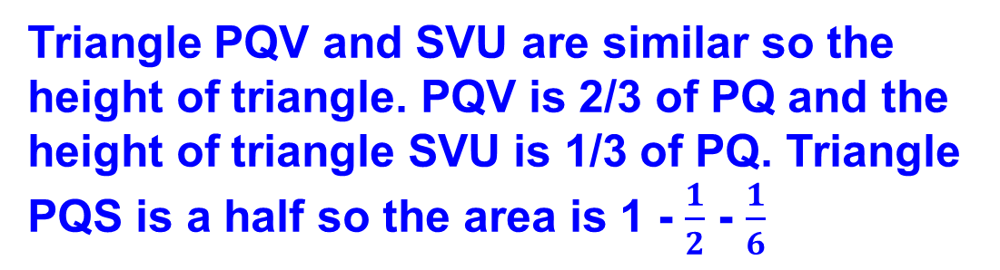 Triangle PQV and SVU are similar so the
height of triangle. PQV is 2/3 of PQ and the
height of triangle SVU is 1/3 of PQ. Triangle
PQS is a half so the area is 1 - 1/2 - 1/6